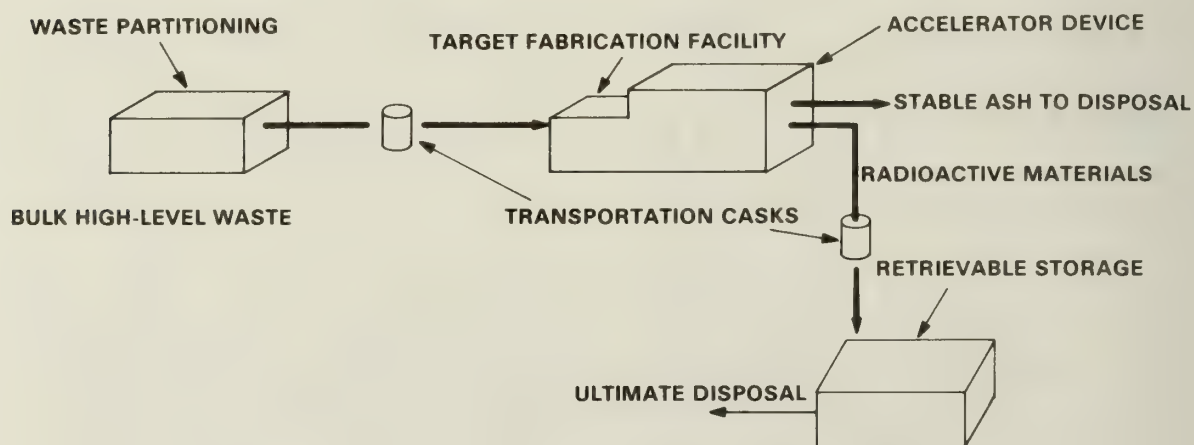 WASTE PARTITIONING
TARGET FABRICATION FACILITY
ACCELERATOR DEVICE
STABLE ASH TO DISPOSAL
RADIOACTIVE MATERIALS
BULK HIGH-LEVEL WASTE
TRANSPORTATION CASKS
RETRIEVABLE STORAGE
ULTIMATE DISPOSAL